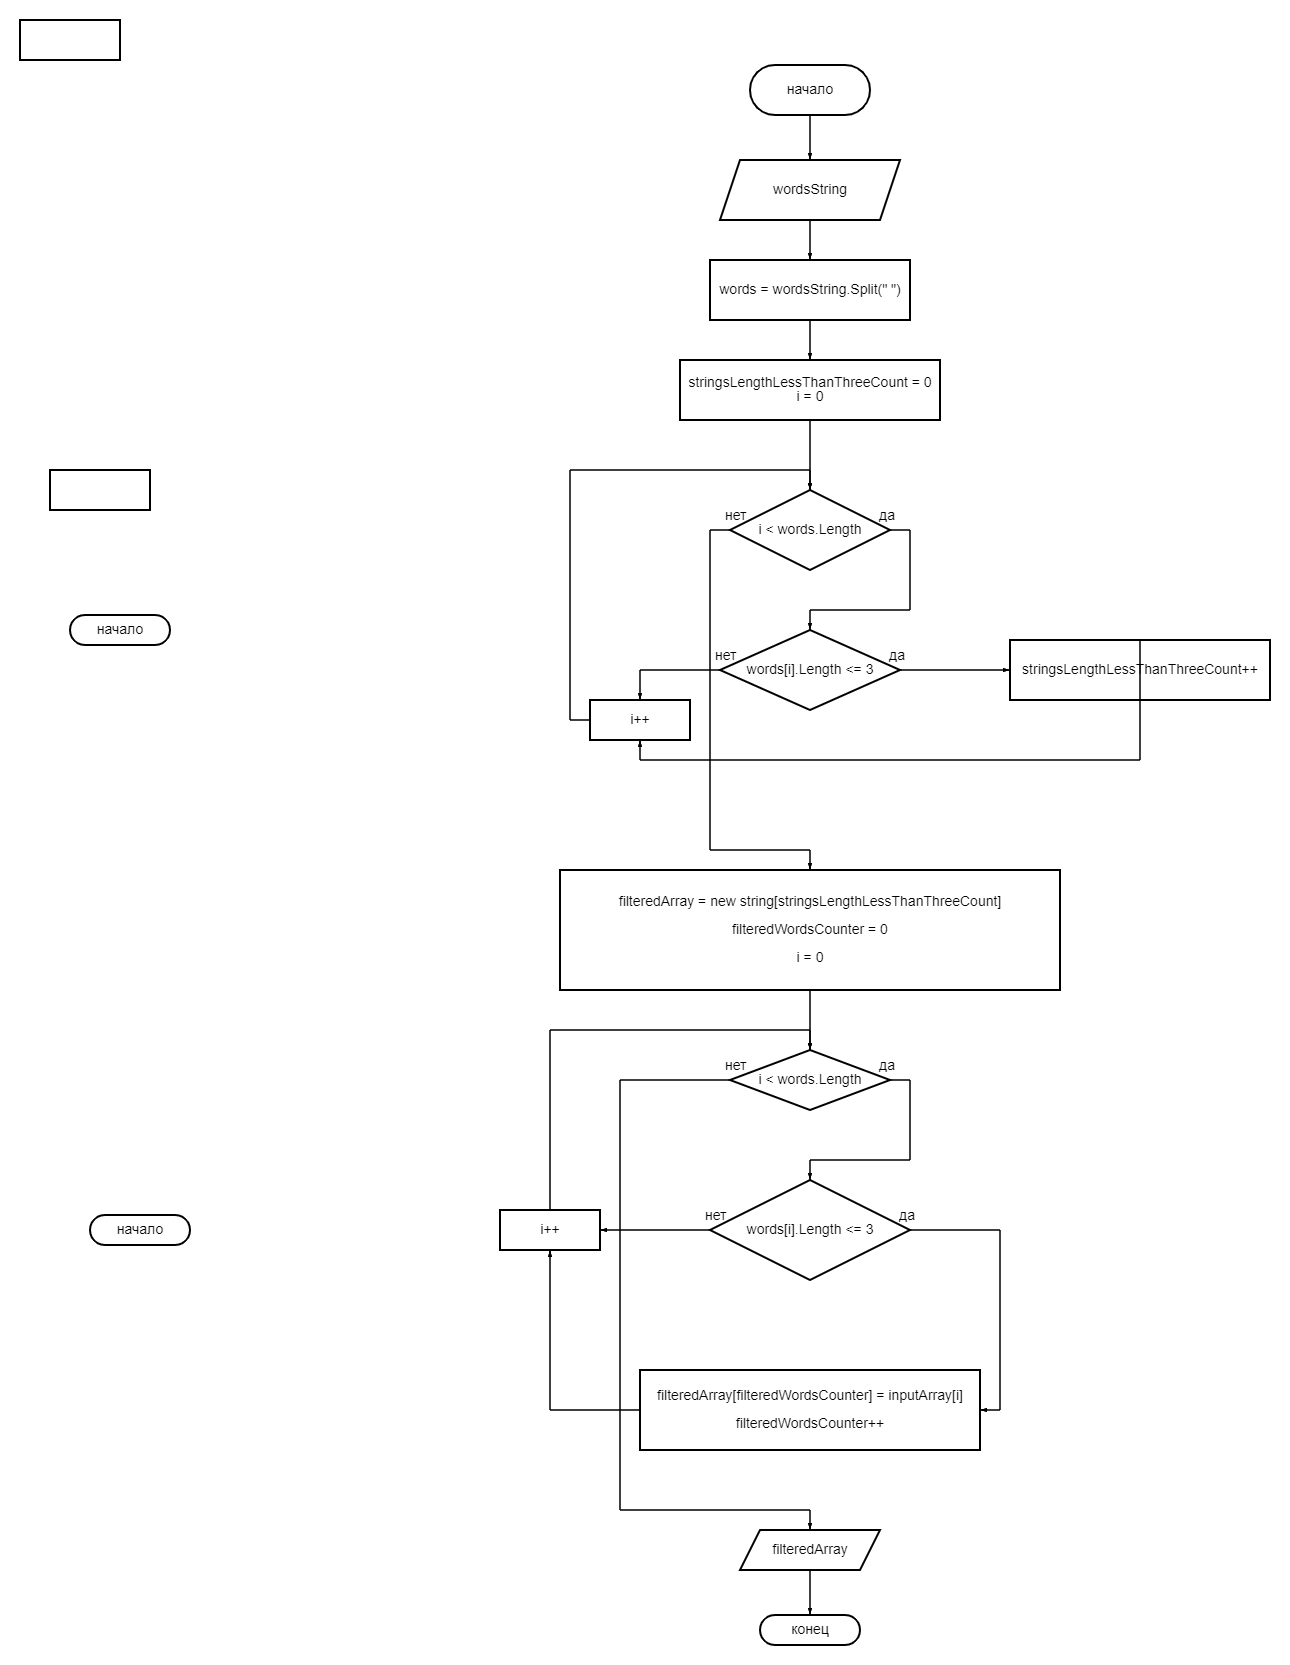 начало
wordsString
words = wordsString.Split(" ")
stringsLengthLessThanThreeCount = 0
i = 0
нет
да
i < words.Length
начало
нет
да
words[i].Length <= 3
stringsLengthLessThanThreeCount++
i++
filteredArray = new string[stringsLengthLessThanThreeCount]
filteredWordsCounter = 0
i = 0
нет
да
i < words.Length
нет
да
начало
i++
words[i].Length <= 3
filteredArray[filteredWordsCounter] = inputArray[i]
filteredWordsCounter++
filteredArray
конец